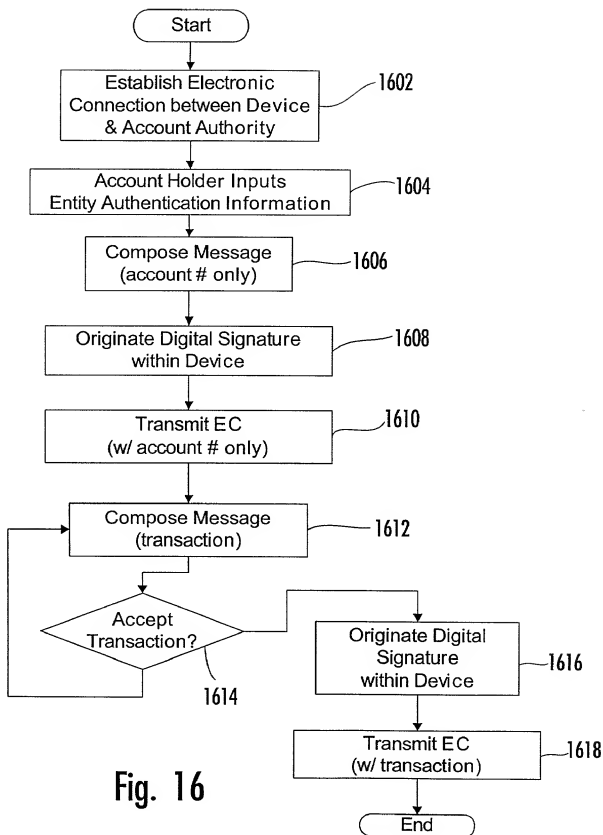 Start
Establish Electronic
Connection between Device
& Account Authority
1602
Account Holder Inputs
Entity Authentication Information
1604
Compose Message
(account # only)
1606
Originate Digital Signature
within Device
1608
Transmit EC
(w/ account # only)
1610
Compose Message
(transaction)
1612
Accept
Transaction?
1614
Originate Digital
Signature
within Device
1616
Transmit EC
(w/ transaction)
1618
End
Fig. 16